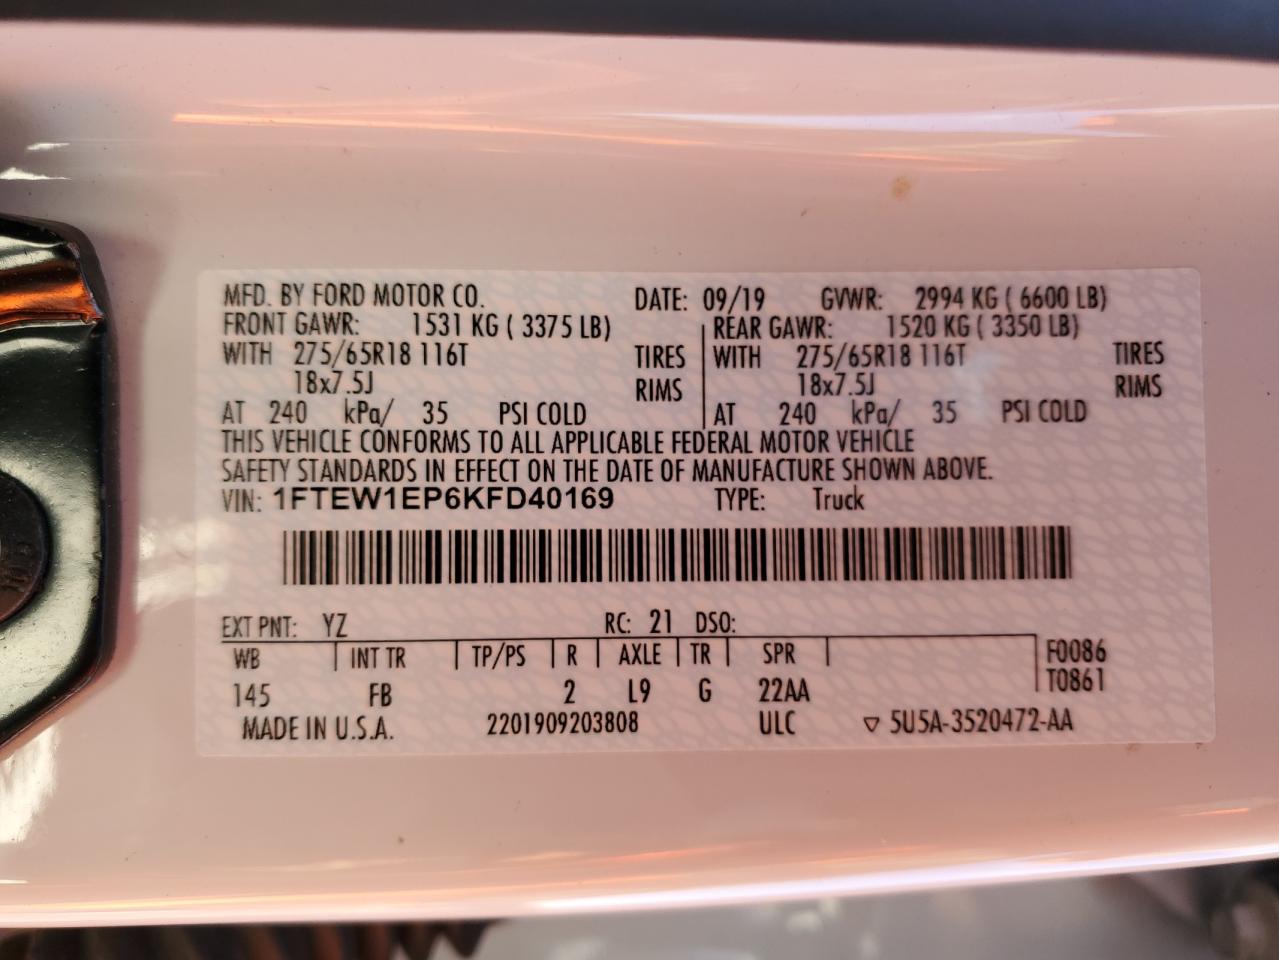 MFD. BY FORD MOTOR CO. DATE: 09/19 GVWR: 2994 KG ( 6600 LB)
FRONT GAWR: 1531 KG ( 3375 LB) REAR GAWR: 1520 KG ( 3350 LB)
WITH 275/65R18 116T TIRES WITH 275/65R18 116T TIRES
18x7.5J RIMS 18x7.5J RIMS
AT 240 kPa/ 35 PSI COLD AT 240 kPa/ 35 PSI COLD
THIS VEHICLE CONFORMS TO ALL APPLICABLE FEDERAL MOTOR VEHICLE
SAFETY STANDARDS IN EFFECT ON THE DATE OF MANUFACTURE SHOWN ABOVE.
VIN: 1FTEW1EP6KFD40169 TYPE: Truck
EXT PNT: YZ RC: 21 DSO:
WB INT TR TP/PS R AXLE TR SPR F0086
145 FB 2 L9 G 22AA T0861
MADE IN U.S.A. 2201909203808 ULC ▽ 5U5A-3520472-AA